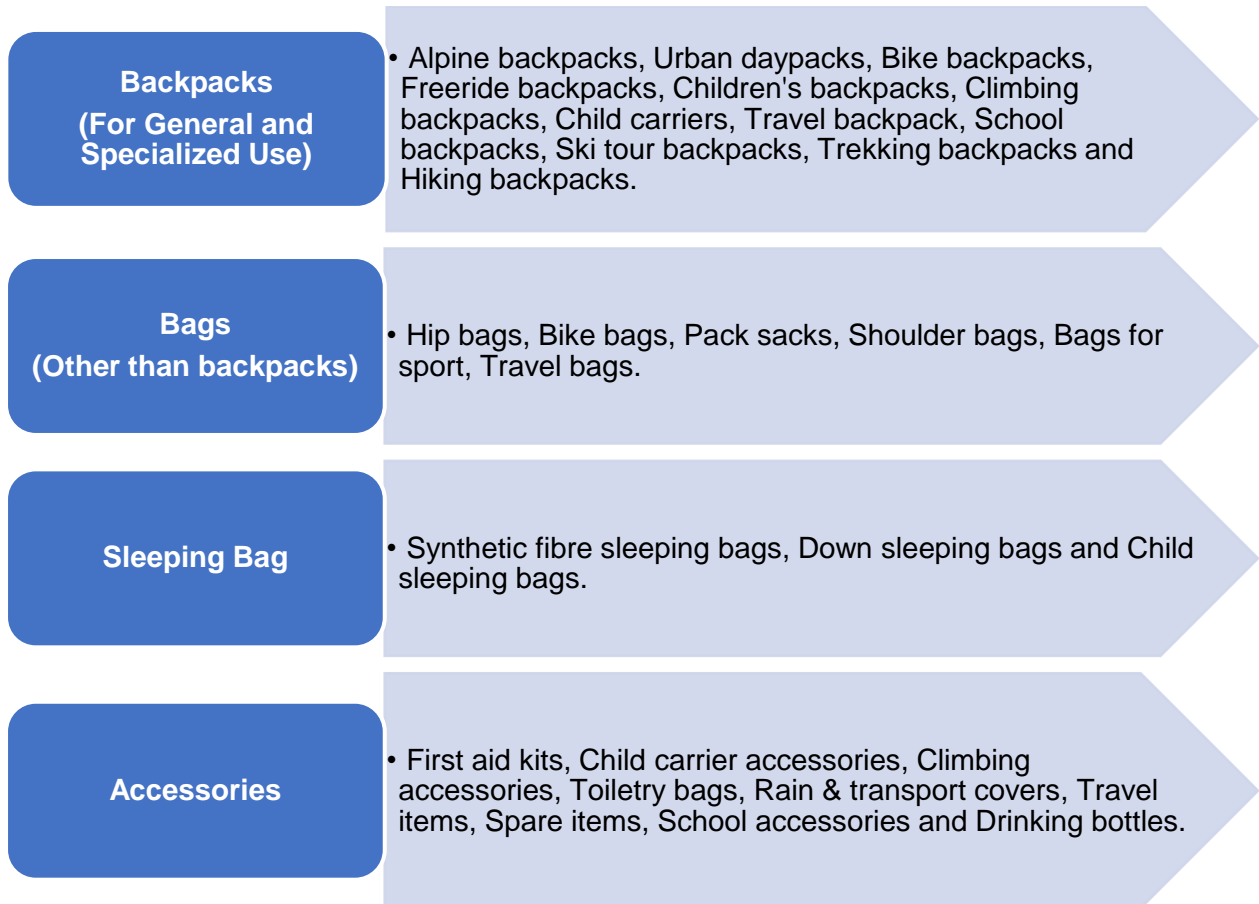 Backpacks
(For General and
Specialized Use)
• Alpine backpacks, Urban daypacks, Bike backpacks,
Freeride backpacks, Children's backpacks, Climbing
backpacks, Child carriers, Travel backpack, School
backpacks, Ski tour backpacks, Trekking backpacks and
Hiking backpacks.
Bags
(Other than backpacks)
• Hip bags, Bike bags, Pack sacks, Shoulder bags, Bags for
sport, Travel bags.
Sleeping Bag
• Synthetic fibre sleeping bags, Down sleeping bags and Child
sleeping bags.
Accessories
• First aid kits, Child carrier accessories, Climbing
accessories, Toiletry bags, Rain & transport covers, Travel
items, Spare items, School accessories and Drinking bottles.